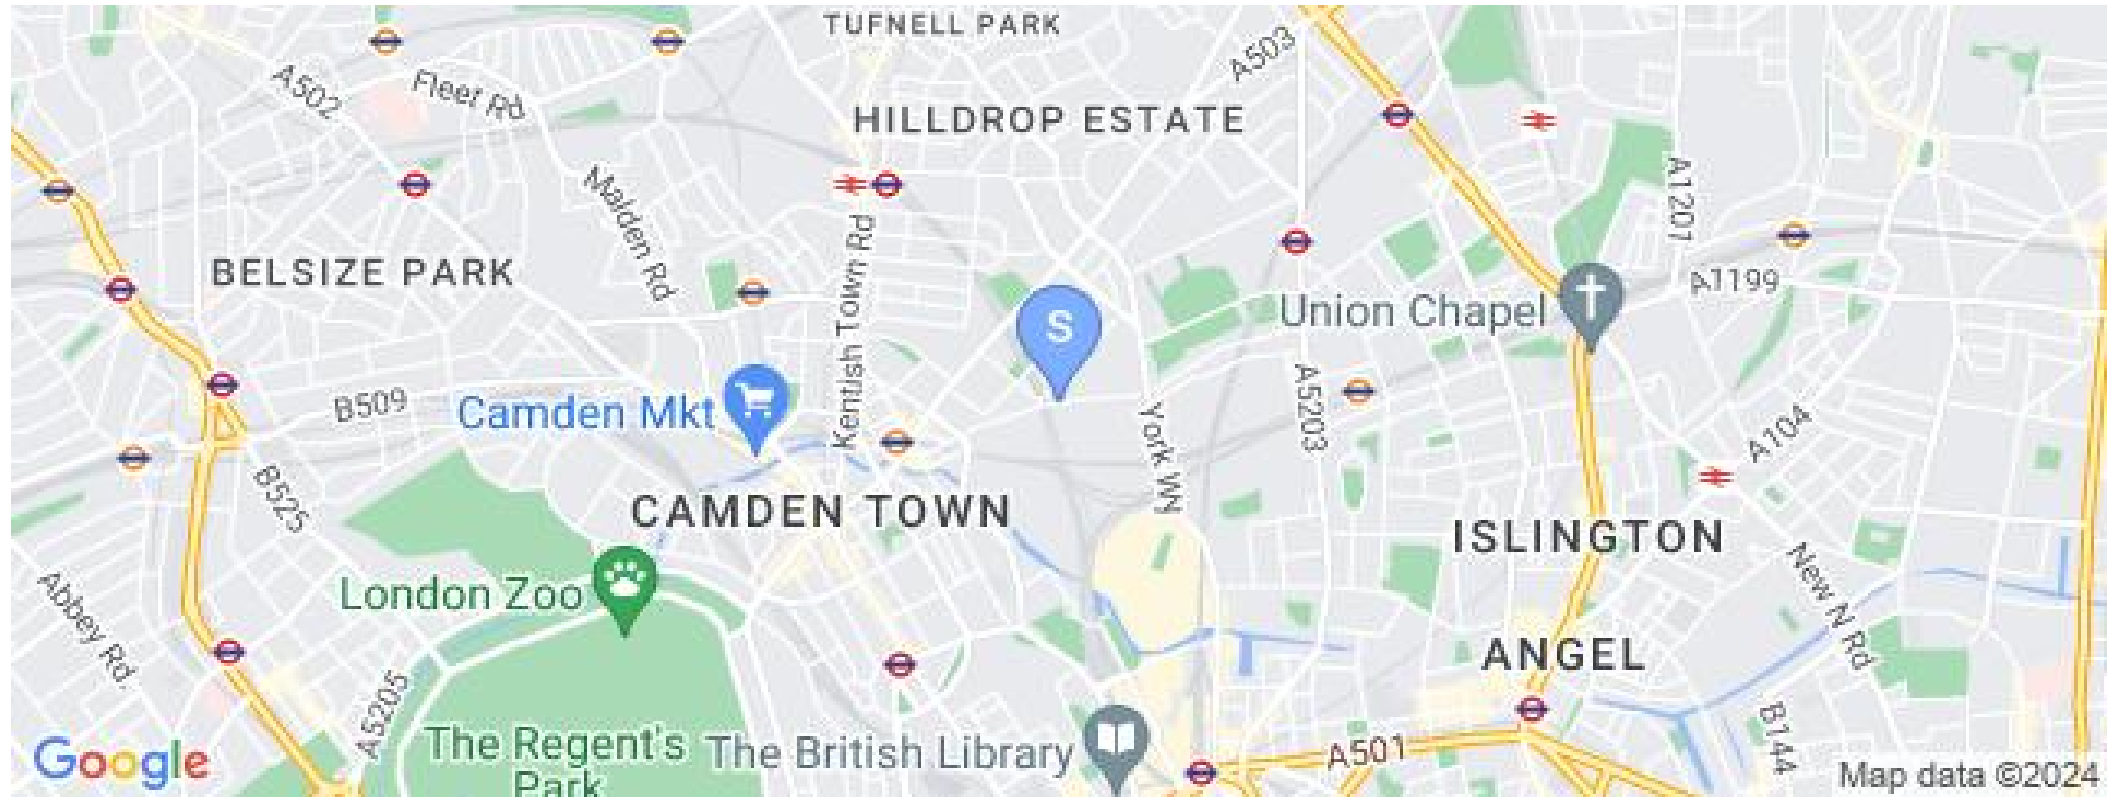 TUFNELL PARK
A503
A502
Fleet Rd
HILLDROP ESTATE
Malden Rd
A1201
Kentish Town Rd
BELSIZE PARK
A1199
Union Chapel
S
B509
Camden Mkt
A5203
York Wy
A104
B525
CAMDEN TOWN
ISLINGTON
London Zoo
Abbey Rd.
New N Rd
ANGEL
A5205
The Regent's
Park
The British Library
A501
B144
Google
Map data ©2024